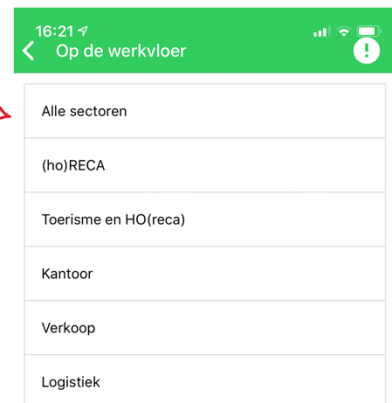 16:21
Op de werkvloer
Alle sectoren
(ho)RECA
Toerisme en HO(reca)
Kantoor
Verkoop
Logistiek